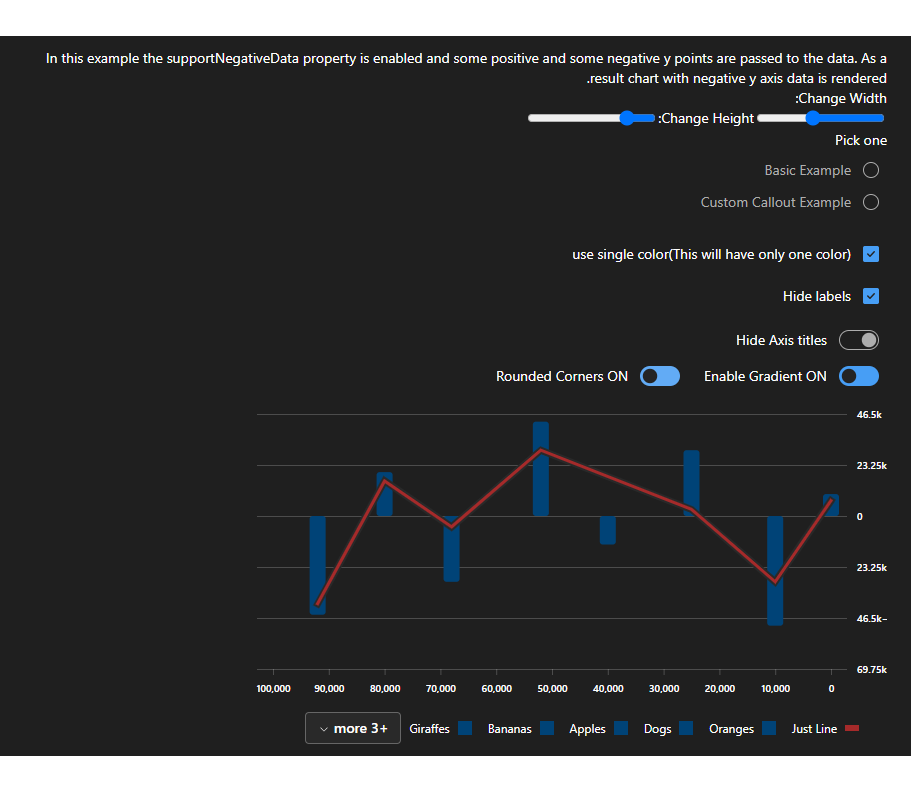 In this example the supportNegativeData property is enabled and some positive and some negative y points are passed to the data. As a
.result chart with negative y axis data is rendered
:Change Width
:Change Height
Pick one
Basic Example
Custom Callout Example
use single color(This will have only one color)
Hide labels
Hide Axis titles
Rounded Corners ON Enable Gradient ON
46.5k
23.25k
0
23.25k
46.5k-
69.75k
100,000 90,000 80,000 70,000 60,000 50,000 40,000 30,000 20,000 10,000 0
more 3+ Giraffes Bananas Apples Dogs Oranges Just Line